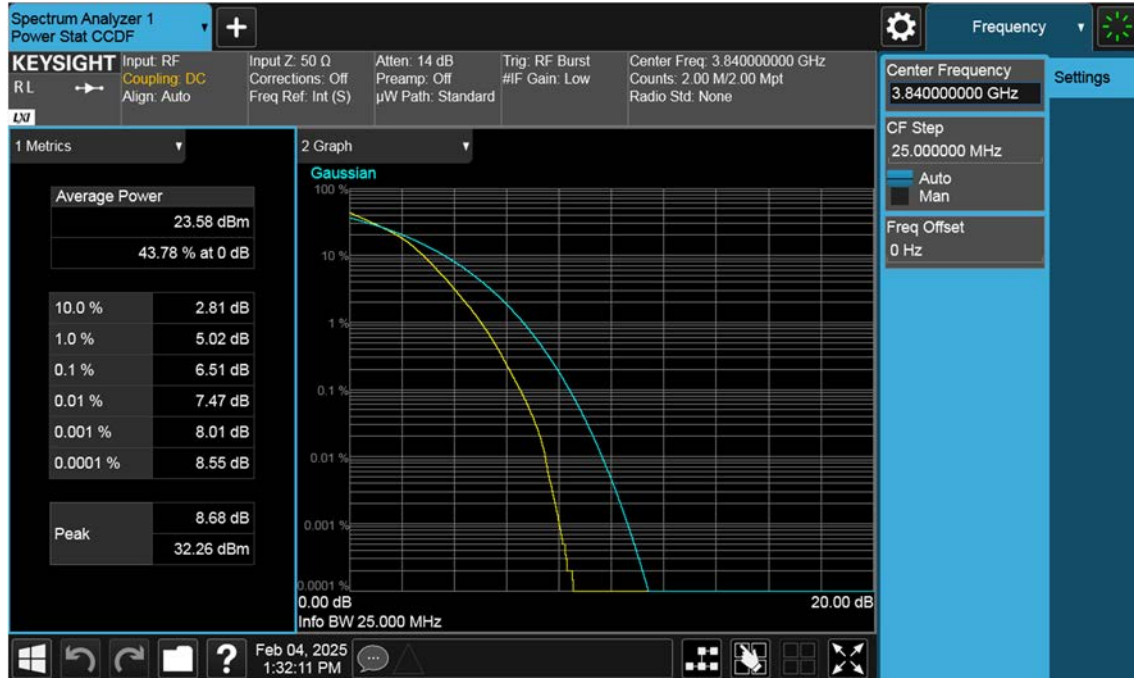 Spectrum Analyzer 1
Power Stat CCDF
Frequency
KEYSIGHT
R L
LXI
Input: RF
Coupling: DC
Align: Auto
Input Z: 50 Ω
Corrections: Off
Freq Ref: Int (S)
Atten: 14 dB
Preamp: Off
µW Path: Standard
Trig: RF Burst
#IF Gain: Low
Center Freq: 3.840000000 GHz
Counts: 2.00 M/2.00 Mpt
Radio Std: None
Center Frequency
3.840000000 GHz
Settings
CF Step
25.000000 MHz
Auto
Man
Freq Offset
0 Hz
1 Metrics
Average Power
23.58 dBm
43.78 % at 0 dB
10.0 % 2.81 dB
1.0 % 5.02 dB
0.1 % 6.51 dB
0.01 % 7.47 dB
0.001 % 8.01 dB
0.0001 % 8.55 dB
Peak
8.68 dB
32.26 dBm
2 Graph
Gaussian
100 %
10 %
1 %
0.1 %
0.01 %
0.001 %
0.0001 %
0.00 dB 20.00 dB
Info BW 25.000 MHz
?
Feb 04, 2025
1:32:11 PM